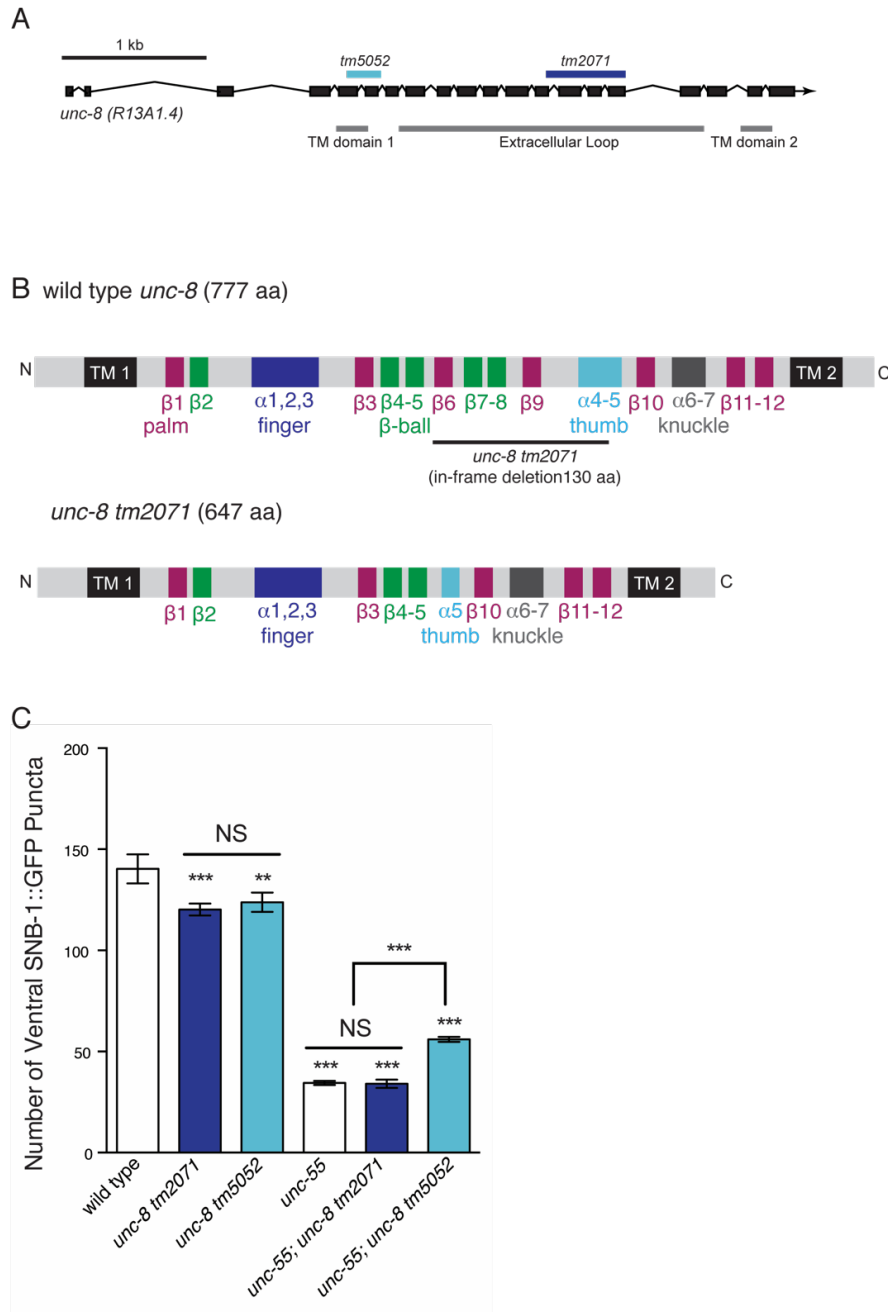 A
1 kb
tm5052
tm2071
unc-8 (R13A1.4)
TM domain 1
Extracellular Loop
TM domain 2
B wild type unc-8 (777 aa)
N TM 1 TM 2 C
β1 β2 α1,2,3 β3 β4-5 β6 β7-8 β9 α4-5 β10 α6-7 β11-12
palm finger β-ball thumb knuckle
unc-8 tm2071
(in-frame deletion130 aa)
unc-8 tm2071 (647 aa)
N TM 1 TM 2 C
β1 β2 α1,2,3 β3 β4-5 α5 β10 α6-7 β11-12
finger thumb knuckle
C
Number of Ventral SNB-1::GFP Puncta
200
150
100
50
0
NS
*** **
***
NS
*** *** ***
wild type
unc-8 tm2071
unc-8 tm5052
unc-55
unc-55; unc-8 tm2071
unc-55; unc-8 tm5052